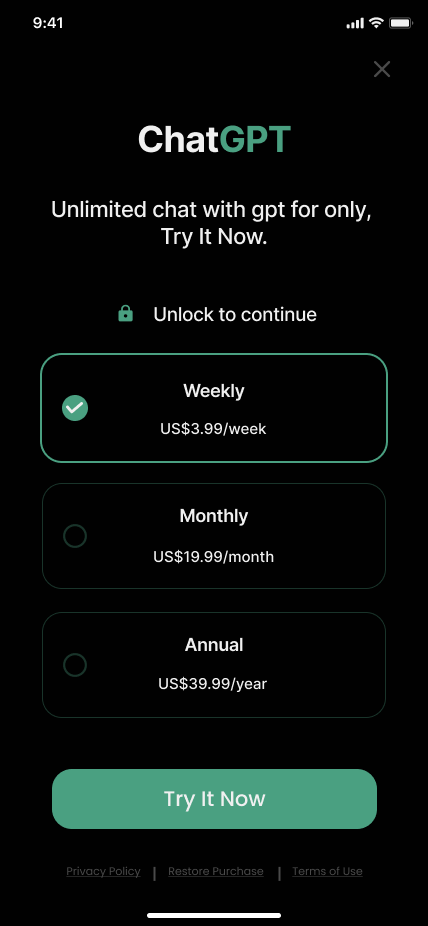 9:41
ChatGPT
Unlimited chat with gpt for only,
Try It Now.
Unlock to continue
Weekly
US$3.99/week
Monthly
US$19.99/month
Annual
US$39.99/year
Try It Now
Privacy Policy | Restore Purchase | Terms of Use